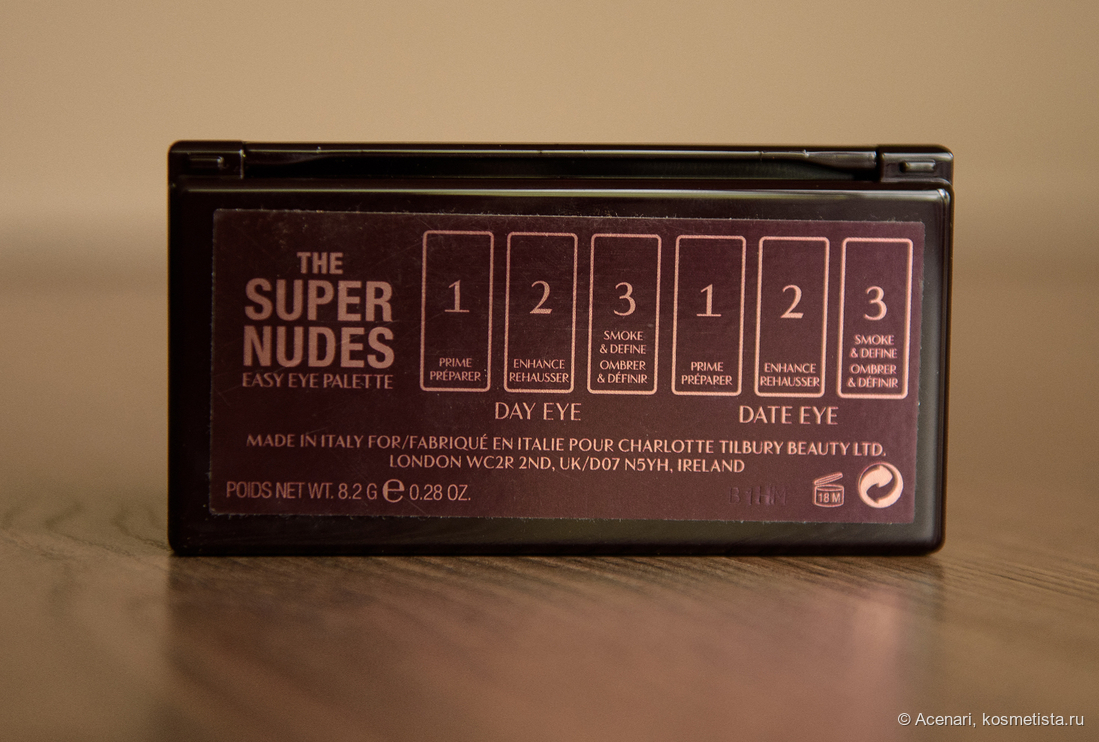 THE
SUPER
NUDES
EASY EYE PALETTE
1
PRIME
PRÉPARER
2
ENHANCE
REHAUSSER
3
SMOKE
& DEFINE
OMBRER
& DÉFINIR
1
PRIME
PRÉPARER
2
ENHANCE
REHAUSSER
3
SMOKE
& DEFINE
OMBRER
& DÉFINIR
DAY EYE
DATE EYE
MADE IN ITALY FOR/FABRIQUÉ EN ITALIE POUR CHARLOTTE TILBURY BEAUTY LTD.
LONDON WC2R 2ND, UK/D07 N5YH, IRELAND
POIDS NET WT. 8.2 G ℮ 0.28 OZ.
18 M
© Acenari, kosmetista.ru